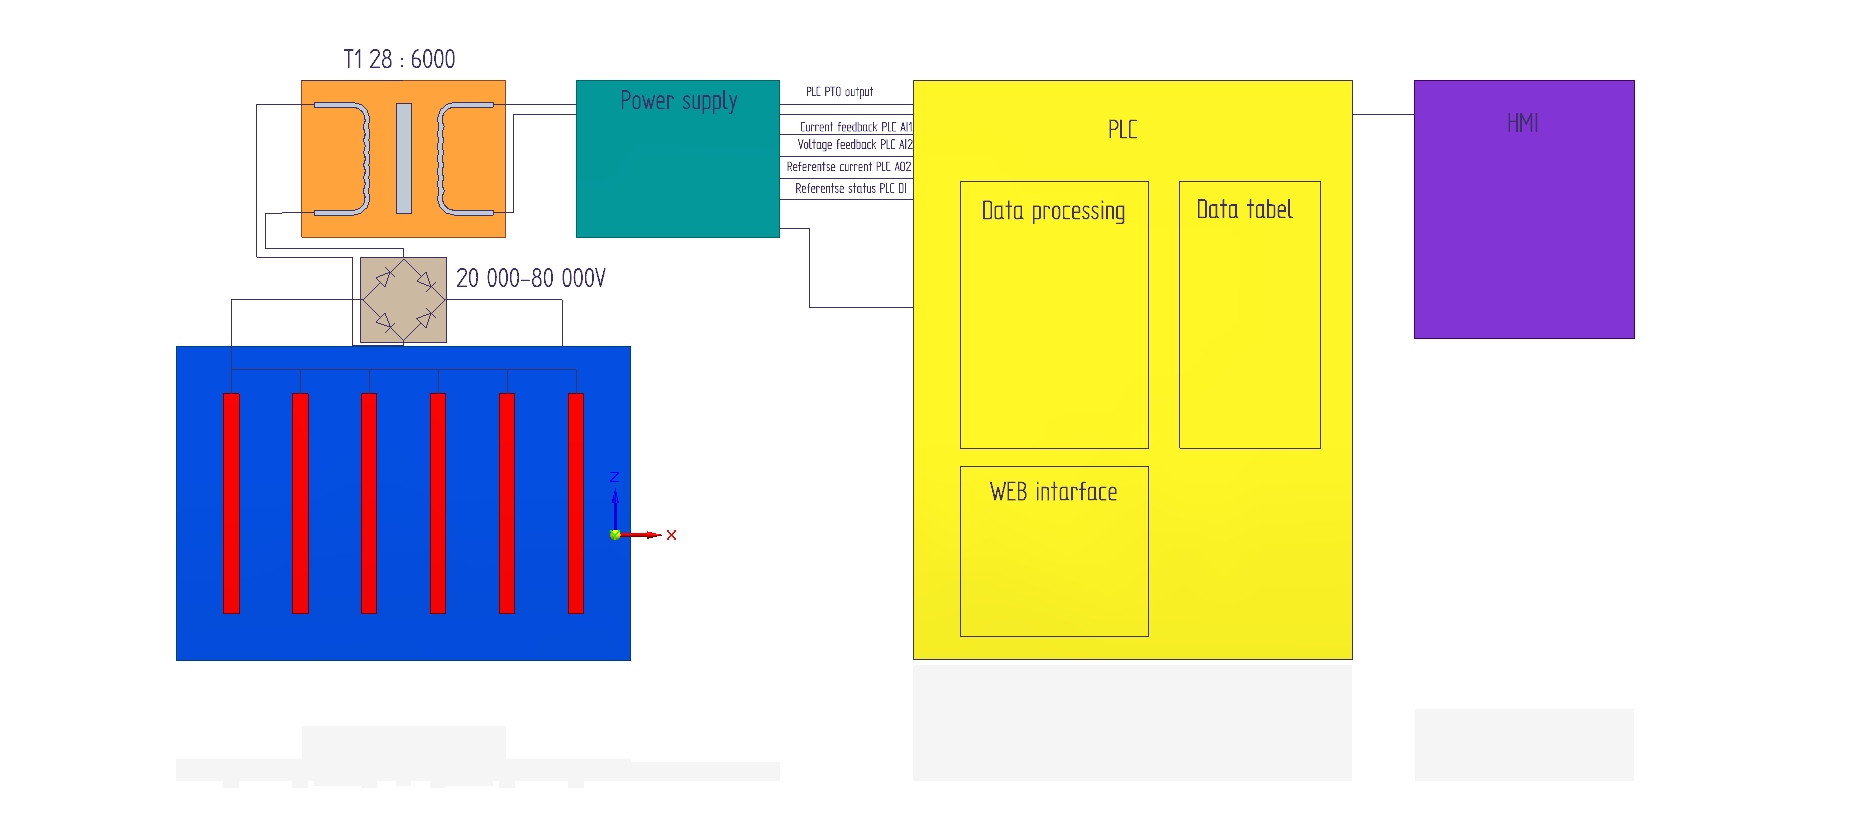 T1 28 : 6000
Power supply
PLC PTO output
Current feedback PLC AI1
Voltage feedback PLC AI2
Referentse current PLC AO2
Referentse status PLC DI
PLC
HMI
Data processing
Data tabel
20 000-80 000V
WEB intarface
Z
X